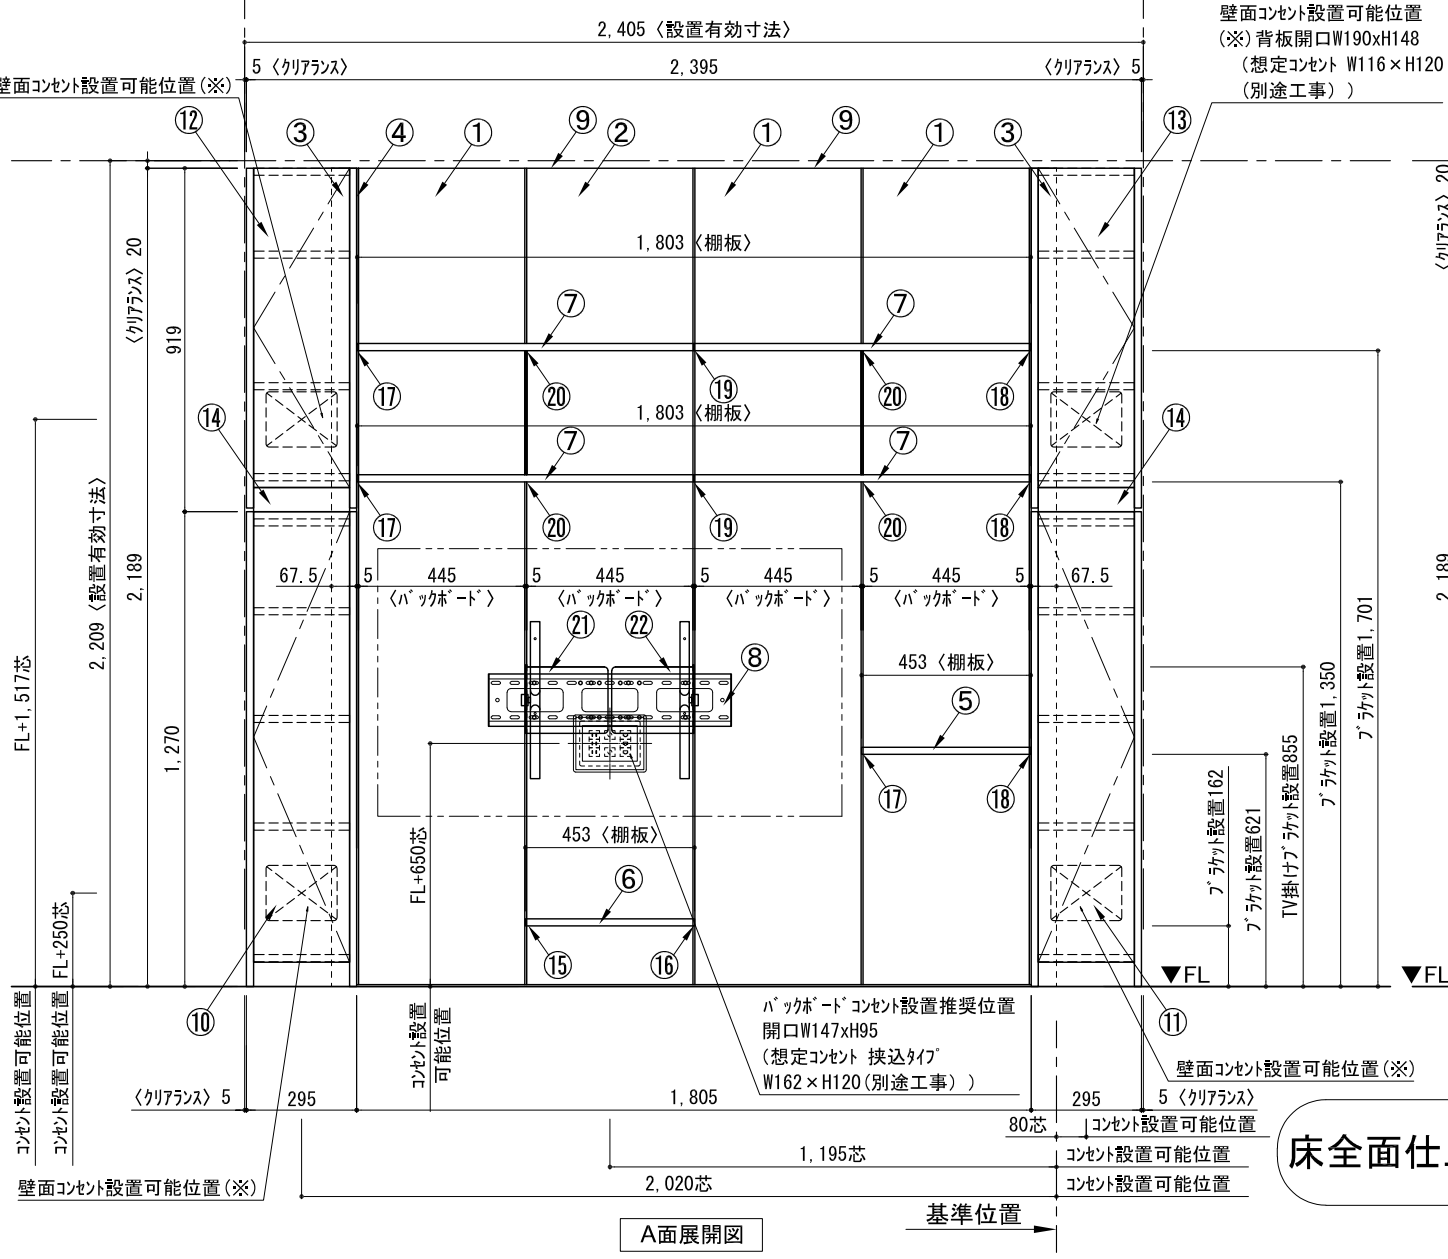 2,405〈設置有効寸法〉
5〈クリアランス〉
2,395
〈クリアランス〉5
壁面コンセント設置可能位置(※)
壁面コンセント設置可能位置
(※)背板開口W190xH148
(想定コンセント W116×H120
(別途工事))
⑫
③
④
①
⑨
②
①
⑨
①
③
⑬
〈クリアランス〉20
919
1,803〈棚板〉
⑦
⑦
⑰
⑳
⑲
⑳
⑱
1,803〈棚板〉
⑭
⑭
⑦
⑦
⑰
⑳
⑲
⑳
⑱
67.5
5
445
5
445
5
445
5
445
5
67.5
〈バックボード〉
〈バックボード〉
〈バックボード〉
〈バックボード〉
㉑
㉒
⑧
453〈棚板〉
⑤
⑰
⑱
453〈棚板〉
⑥
⑮
⑯
FL+1,517芯
2,209〈設置有効寸法〉
2,189
1,270
FL+250芯
FL+650芯
ブラケット設置162
ブラケット設置621
TV掛けブラケット設置855
ブラケット設置1,350
ブラケット設置1,701
〈クリアランス〉20
2,189
▼FL
▼FL
⑩
⑪
コンセント設置可能位置
コンセント設置可能位置
コンセント設置
可能位置
バックボードコンセント設置推奨位置
開口W147xH95
(想定コンセント 挟込タイプ
W162×H120(別途工事))
壁面コンセント設置可能位置(※)
〈クリアランス〉5
295
1,805
295
5〈クリアランス〉
80芯
コンセント設置可能位置
1,195芯
コンセント設置可能位置
2,020芯
コンセント設置可能位置
壁面コンセント設置可能位置(※)
床全面仕
基準位置
A面展開図